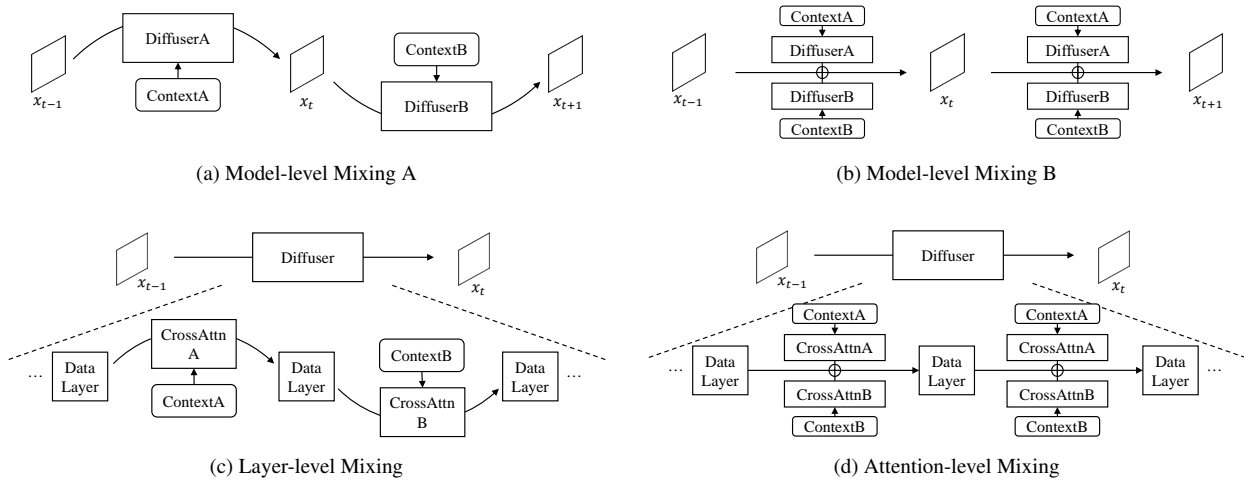 DiffuserA
ContextA
ContextB
DiffuserB
x_{t−1}
x_t
x_{t+1}
(a) Model-level Mixing A
ContextA
DiffuserA
DiffuserB
ContextB
ContextA
DiffuserA
DiffuserB
ContextB
x_{t−1}
x_t
x_{t+1}
(b) Model-level Mixing B
Diffuser
x_{t−1}
x_t
...
Data
Layer
CrossAttn
A
ContextA
Data
Layer
ContextB
CrossAttn
B
Data
Layer
...
(c) Layer-level Mixing
Diffuser
x_{t−1}
x_t
...
Data
Layer
ContextA
CrossAttnA
CrossAttnB
ContextB
Data
Layer
ContextA
CrossAttnA
CrossAttnB
ContextB
Data
Layer
...
(d) Attention-level Mixing